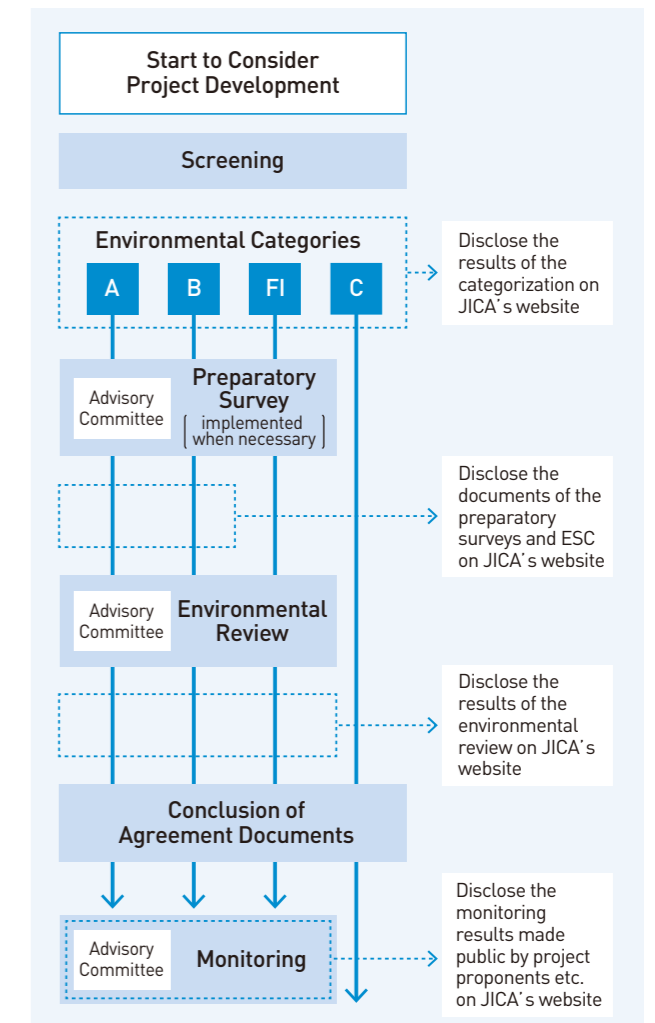 Start to Consider
Project Development
Screening
Environmental Categories
A B FI C
Disclose the
results of the
categorization on
JICA's website
Advisory
Committee
Preparatory
Survey
implemented
when necessary
Disclose the
documents of the
preparatory
surveys and ESC
on JICA's website
Advisory
Committee
Environmental
Review
Disclose the
results of the
environmental
review on JICA's
website
Conclusion of
Agreement Documents
Advisory
Committee
Monitoring
Disclose the
monitoring
results made
public by project
proponents etc.
on JICA's website